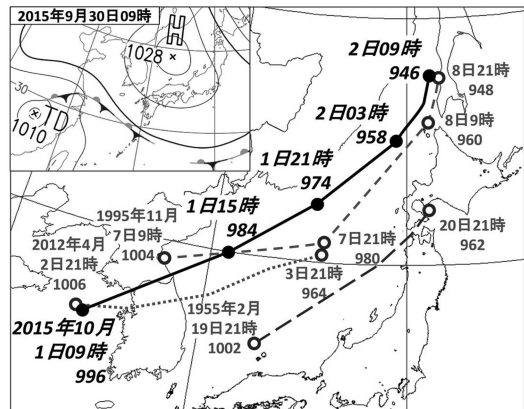 2015年9月30日09時
H
1028
30
TD
1010
2日09時
946
8日21時
948
2日03時
958
8日9時
960
1日21時
974
1日15時
984
1995年11月
7日9時
1004
2012年4月
2日21時
1006
7日21時
980
3日21時
964
20日21時
962
1955年2月
19日21時
1002
2015年10月
1日09時
996